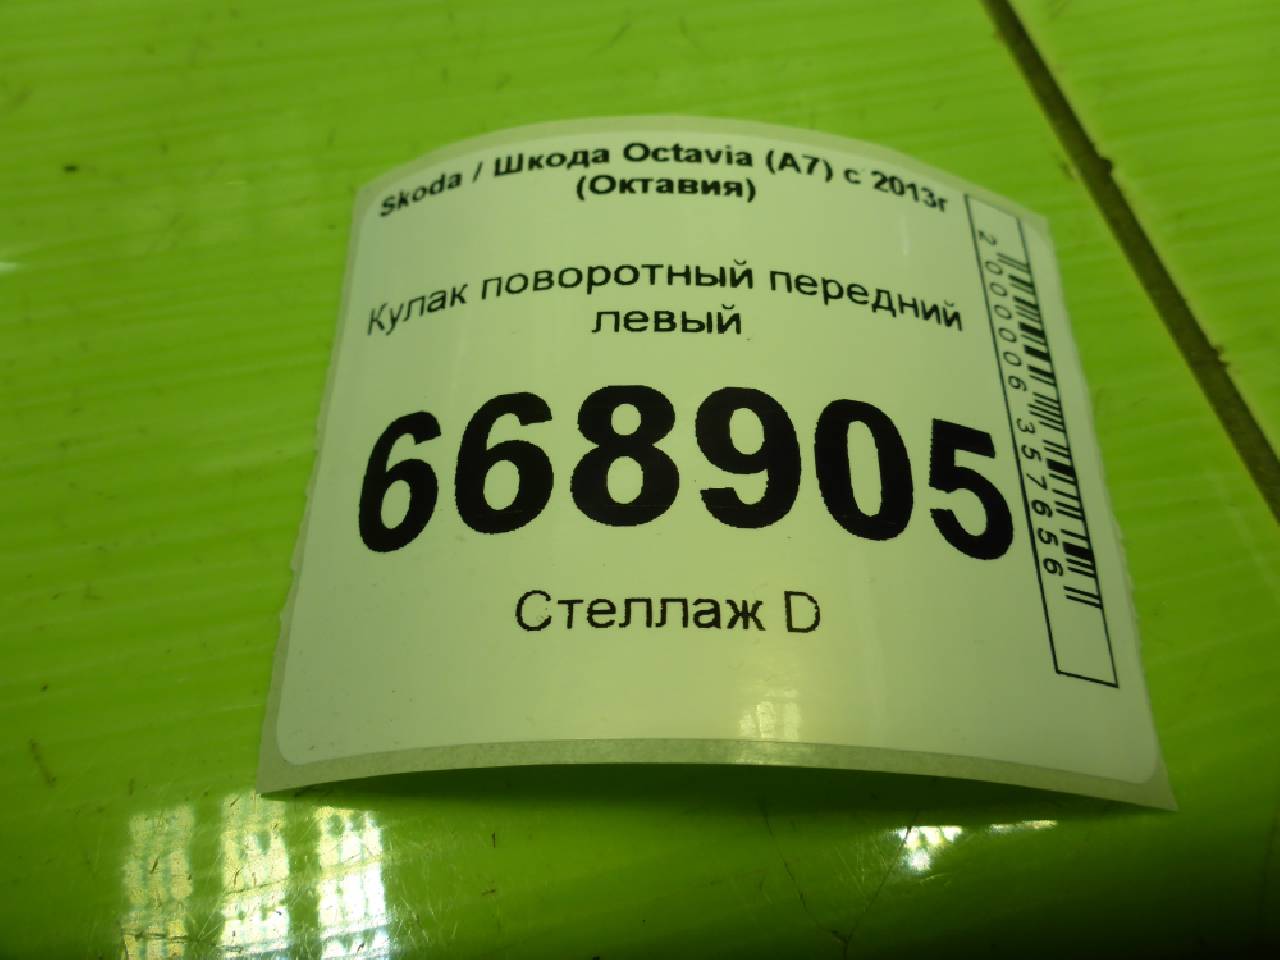 Skoda / Шкода Octavia (A7) с 2013г
(Октавия)
Кулак поворотный передний
левый
668905
Стеллаж D
2000006357656